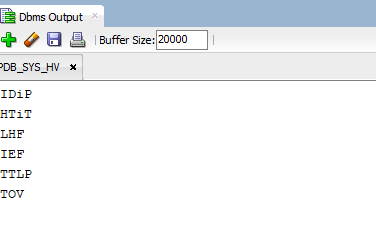 Dbms Output ×
Buffer Size: 20000
PDB_SYS_HV ×
IDiP
HTiT
LHF
IEF
TTLP
TOV